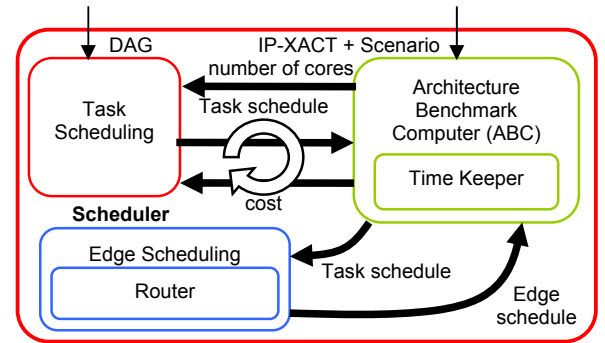 DAG
IP-XACT + Scenario
number of cores
Task
Scheduling
Task schedule
Architecture
Benchmark
Computer (ABC)
Time Keeper
cost
Scheduler
Edge Scheduling
Router
Task schedule
Edge
schedule